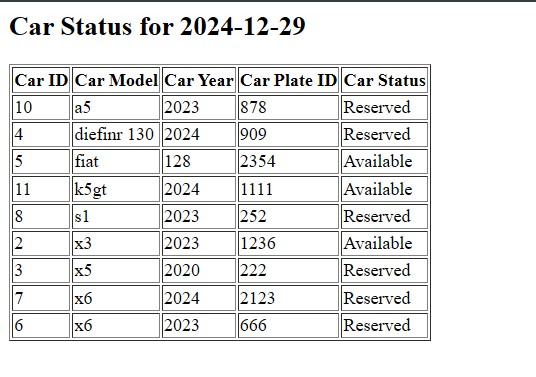 Car Status for 2024-12-29
Car ID Car Model Car Year Car Plate ID Car Status
10 a5 2023 878 Reserved
4 diefinr 130 2024 909 Reserved
5 fiat 128 2354 Available
11 k5gt 2024 1111 Available
8 s1 2023 252 Reserved
2 x3 2023 1236 Available
3 x5 2020 222 Reserved
7 x6 2024 2123 Reserved
6 x6 2023 666 Reserved